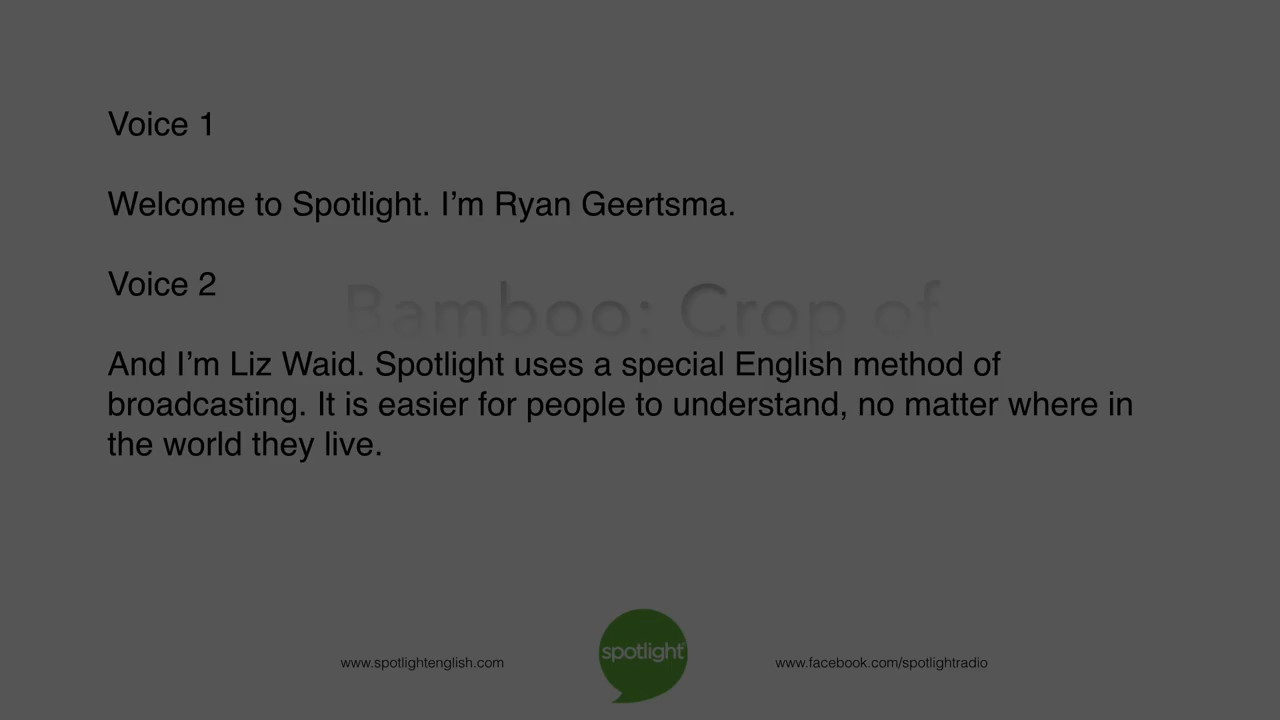 Voice 1
Welcome to Spotlight. I’m Ryan Geertsma.
Voice 2
Bamboo: Crop of
And I’m Liz Waid. Spotlight uses a special English method of
broadcasting. It is easier for people to understand, no matter where in
the world they live.
spotlight
www.spotlightenglish.com
www.facebook.com/spotlightradio